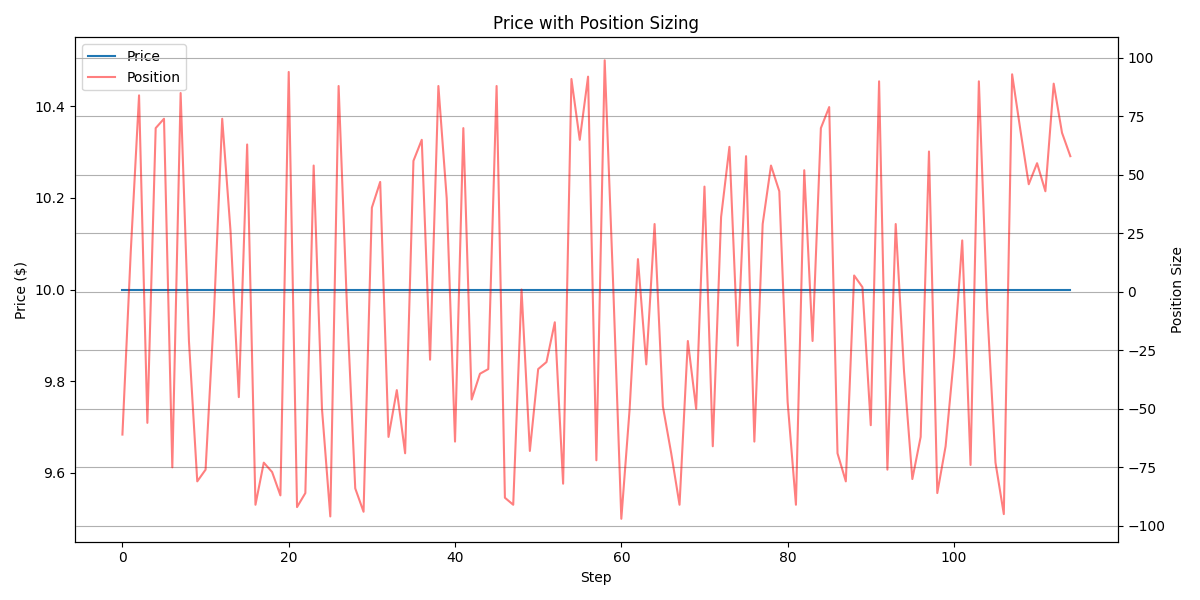 Price with Position Sizing
Price
Position
Price ($)
10.4
10.2
10.0
9.8
9.6
100
75
50
25
0
−25
−50
−75
−100
Position Size
0 20 40 60 80 100
Step